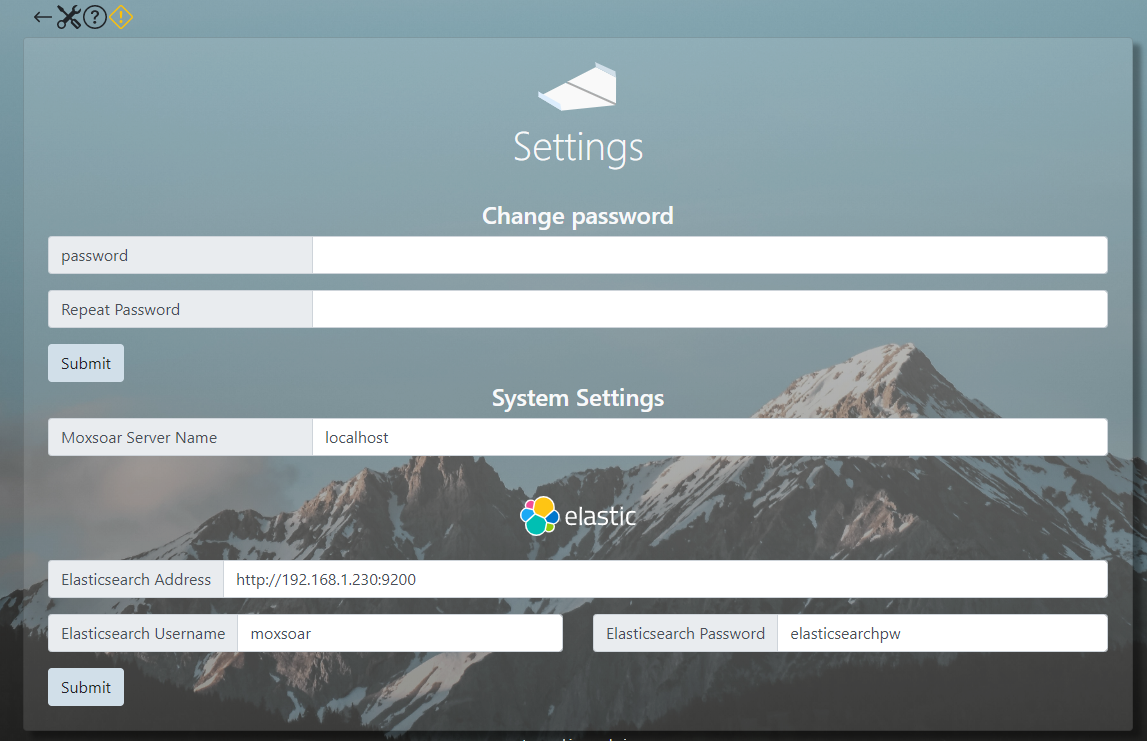 Settings
Change password
password
Repeat Password
Submit
System Settings
Moxsoar Server Name localhost
elastic
Elasticsearch Address http://192.168.1.230:9200
Elasticsearch Username moxsoar Elasticsearch Password elasticsearchpw
Submit